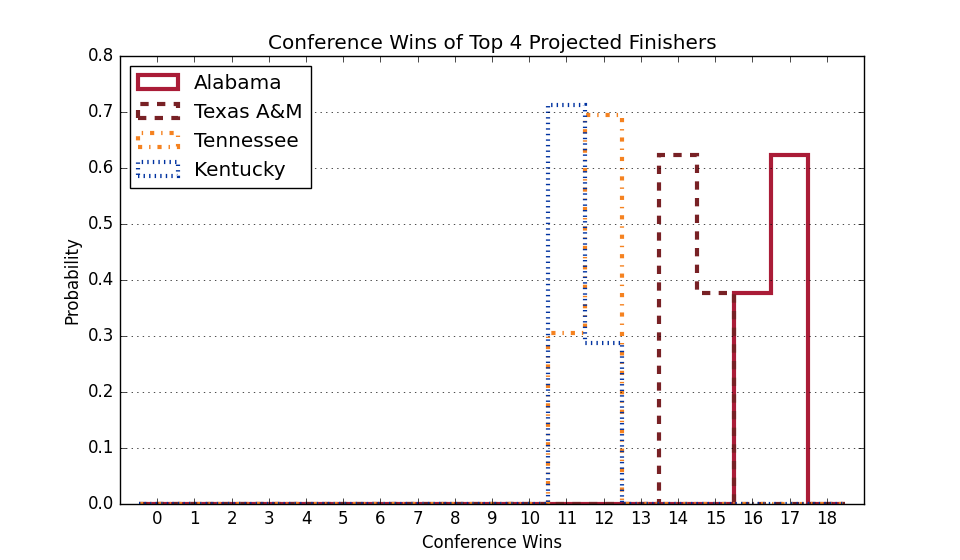 Conference Wins of Top 4 Projected Finishers
0.8
0.7
0.6
0.5
0.4
0.3
0.2
0.1
0.0
Probability
Alabama
Texas A&M
Tennessee
Kentucky
0 1 2 3 4 5 6 7 8 9 10 11 12 13 14 15 16 17 18
Conference Wins